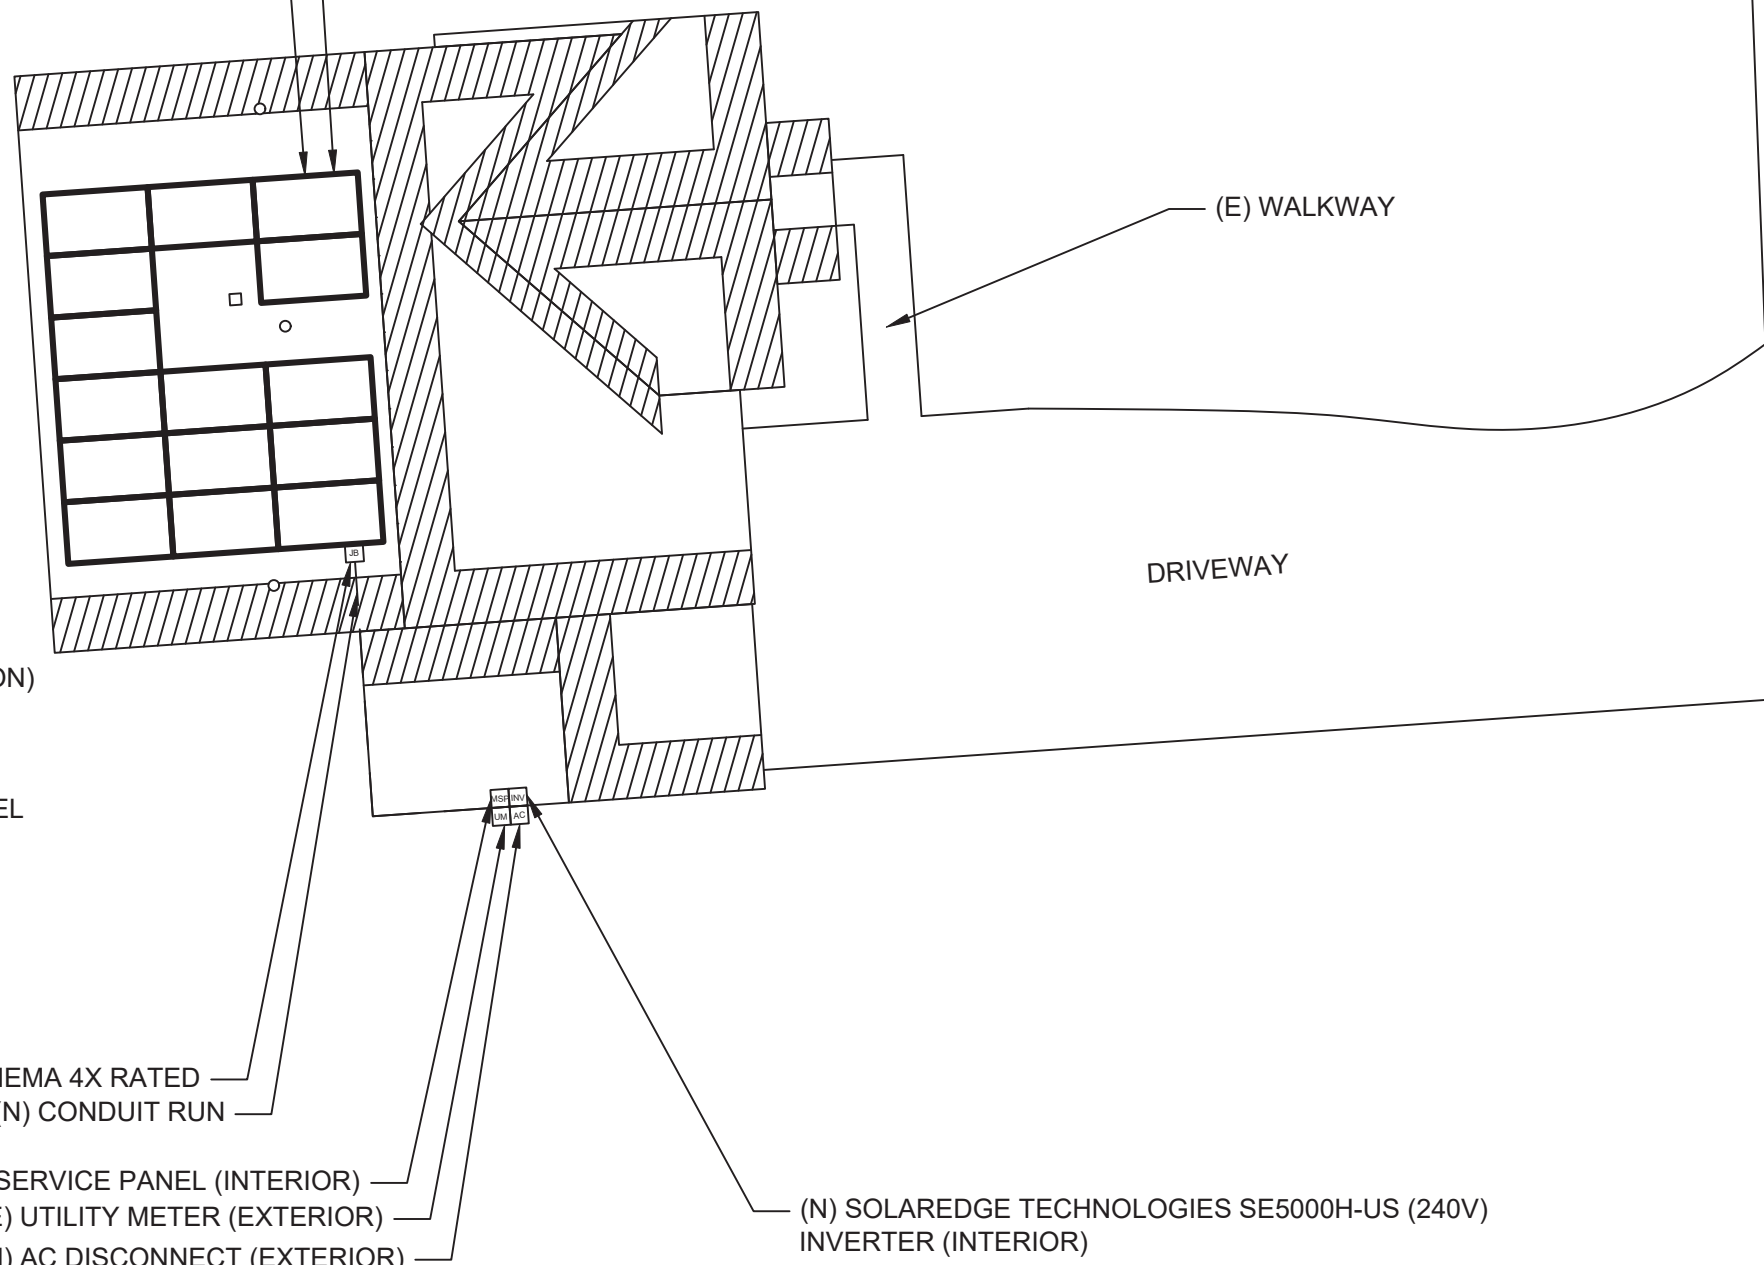 (E) WALKWAY
JB
DRIVEWAY
ON)
MSP INV
UM AC
EL
NEMA 4X RATED
(N) CONDUIT RUN
SERVICE PANEL (INTERIOR)
E) UTILITY METER (EXTERIOR)
) AC DISCONNECT (EXTERIOR)
(N) SOLAREDGE TECHNOLOGIES SE5000H-US (240V)
INVERTER (INTERIOR)